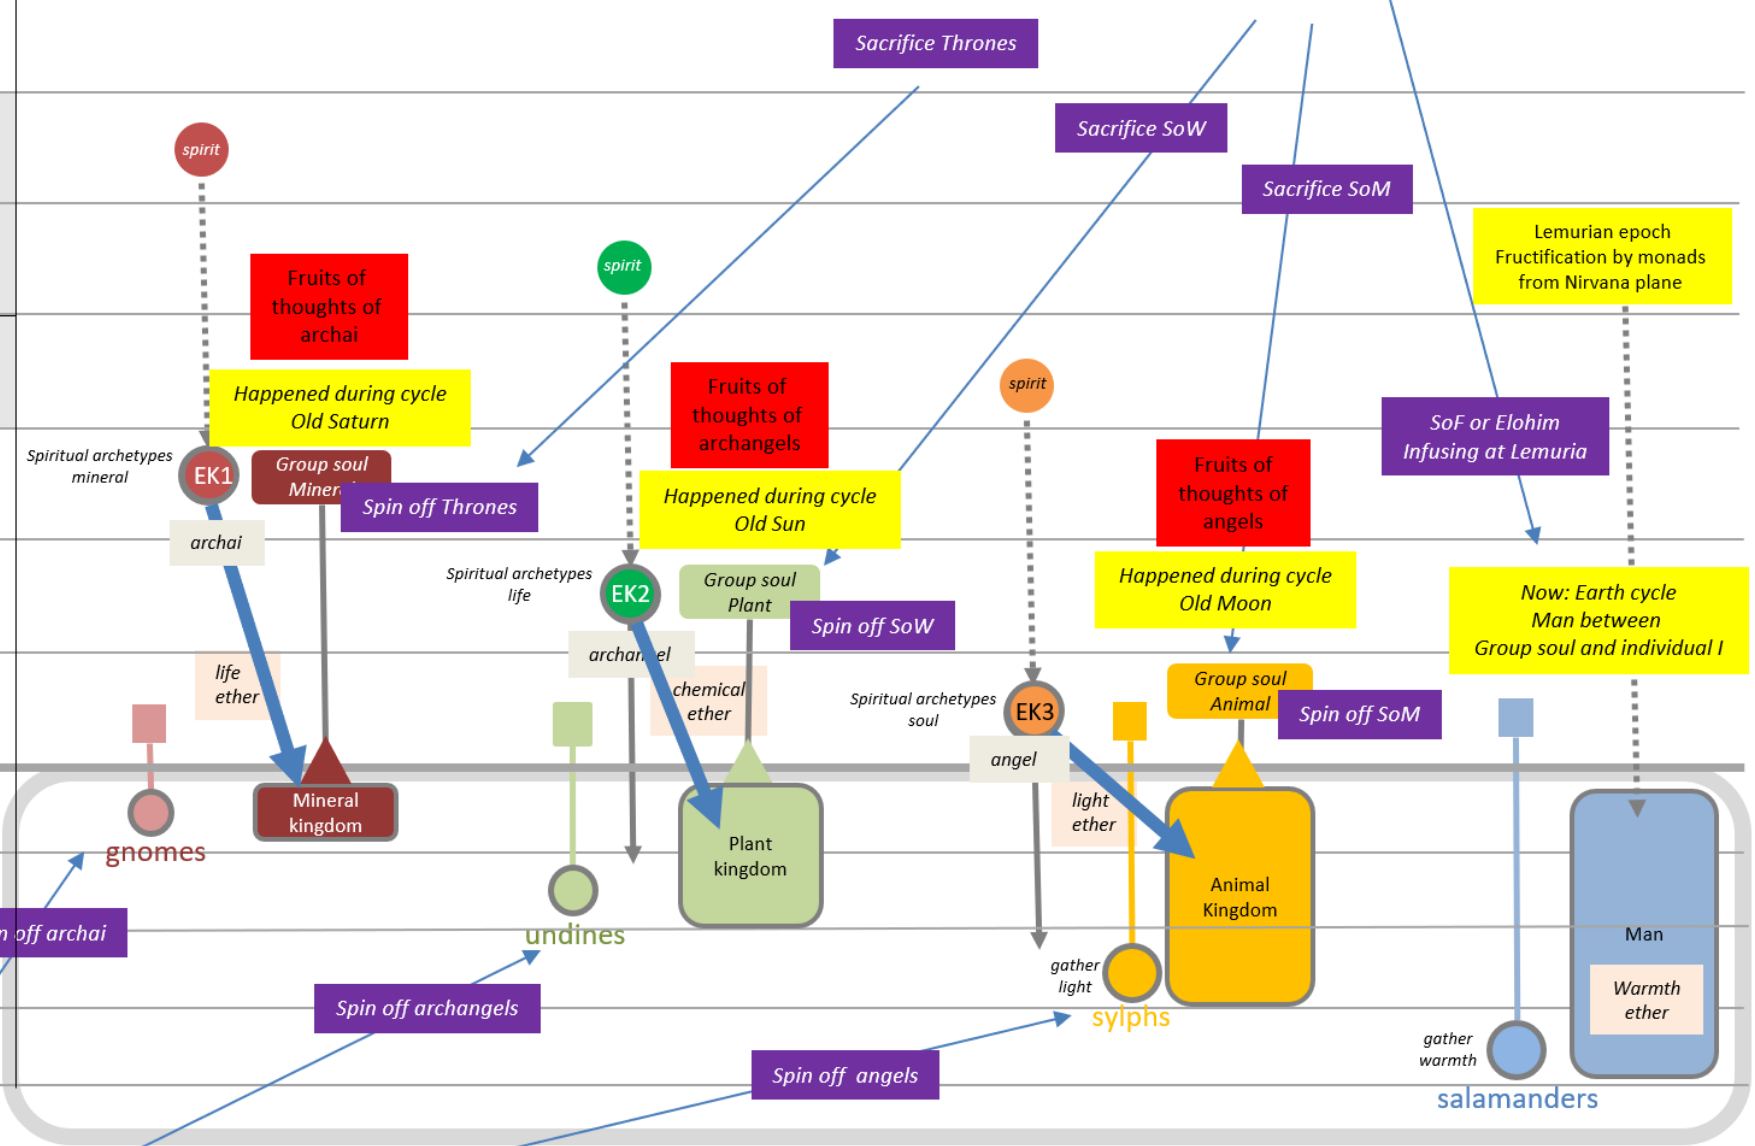 Sacrifice Thrones
Sacrifice SoW
spirit
Sacrifice SoM
Lemurian epoch
Fructification by monads
from Nirvana plane
spirit
Fruits of
thoughts of
archai
Happened during cycle
Old Saturn
Fruits of
thoughts of
archangels
spirit
SoF or Elohim
Infusing at Lemuria
Spiritual archetypes
mineral
EK1
Group soul
Mineral
Spin off Thrones
Happened during cycle
Old Sun
Fruits of
thoughts of
angels
archai
Spiritual archetypes
life
EK2
Group soul
Plant
Spin off SoW
Happened during cycle
Old Moon
Now: Earth cycle
Man between
Group soul and individual I
archangel
life
ether
chemical
ether
Spiritual archetypes
soul
EK3
Group soul
Animal
Spin off SoM
angel
light
ether
Mineral
kingdom
gnomes
Plant
kingdom
Animal
Kingdom
n off archai
undines
Man
gather
light
sylphs
Warmth
ether
Spin off archangels
gather
warmth
Spin off angels
salamanders